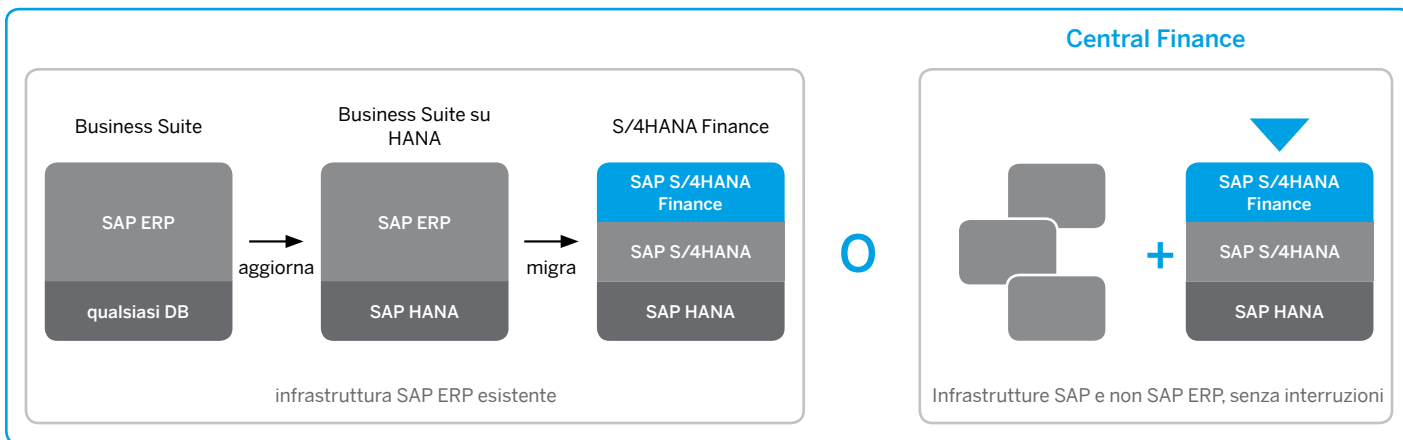 Central Finance
Business Suite
Business Suite su
HANA
S/4HANA Finance
SAP ERP
qualsiasi DB
aggiorna
SAP ERP
SAP HANA
migra
SAP S/4HANA
Finance
SAP S/4HANA
SAP HANA
infrastruttura SAP ERP esistente
O
+
SAP S/4HANA
Finance
SAP S/4HANA
SAP HANA
Infrastrutture SAP e non SAP ERP, senza interruzioni